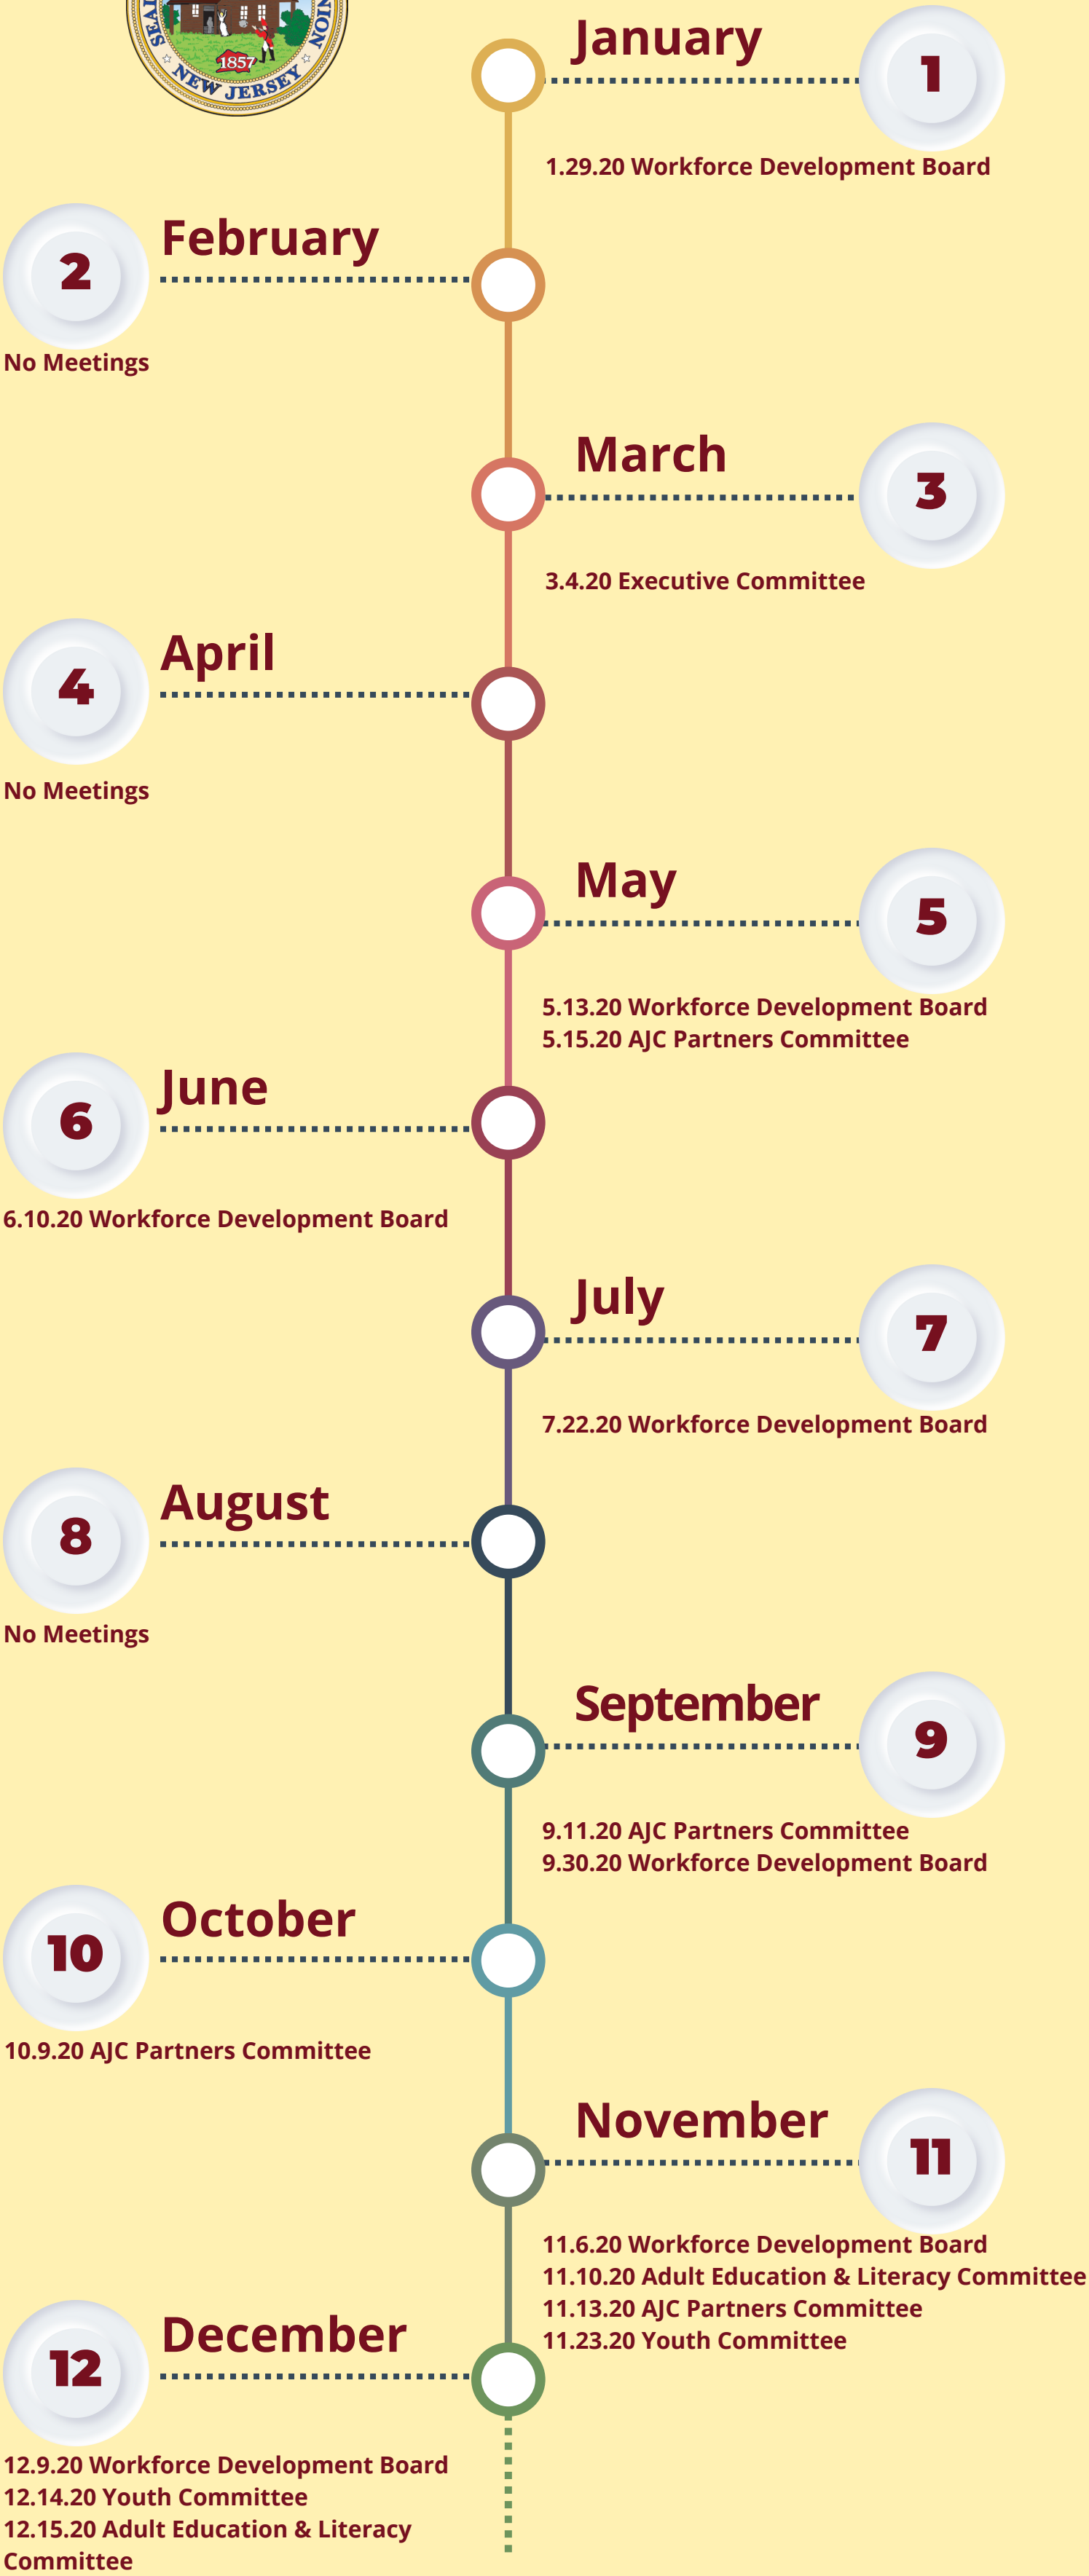 SEAL
UNION
1857
NEW JERSEY
January
1
1.29.20 Workforce Development Board
February
2
No Meetings
March
3
3.4.20 Executive Committee
April
4
No Meetings
May
5
5.13.20 Workforce Development Board
5.15.20 AJC Partners Committee
June
6
6.10.20 Workforce Development Board
July
7
7.22.20 Workforce Development Board
August
8
No Meetings
September
9
9.11.20 AJC Partners Committee
9.30.20 Workforce Development Board
October
10
10.9.20 AJC Partners Committee
November
11
11.6.20 Workforce Development Board
11.10.20 Adult Education & Literacy Committee
11.13.20 AJC Partners Committee
11.23.20 Youth Committee
December
12
12.9.20 Workforce Development Board
12.14.20 Youth Committee
12.15.20 Adult Education & Literacy
Committee